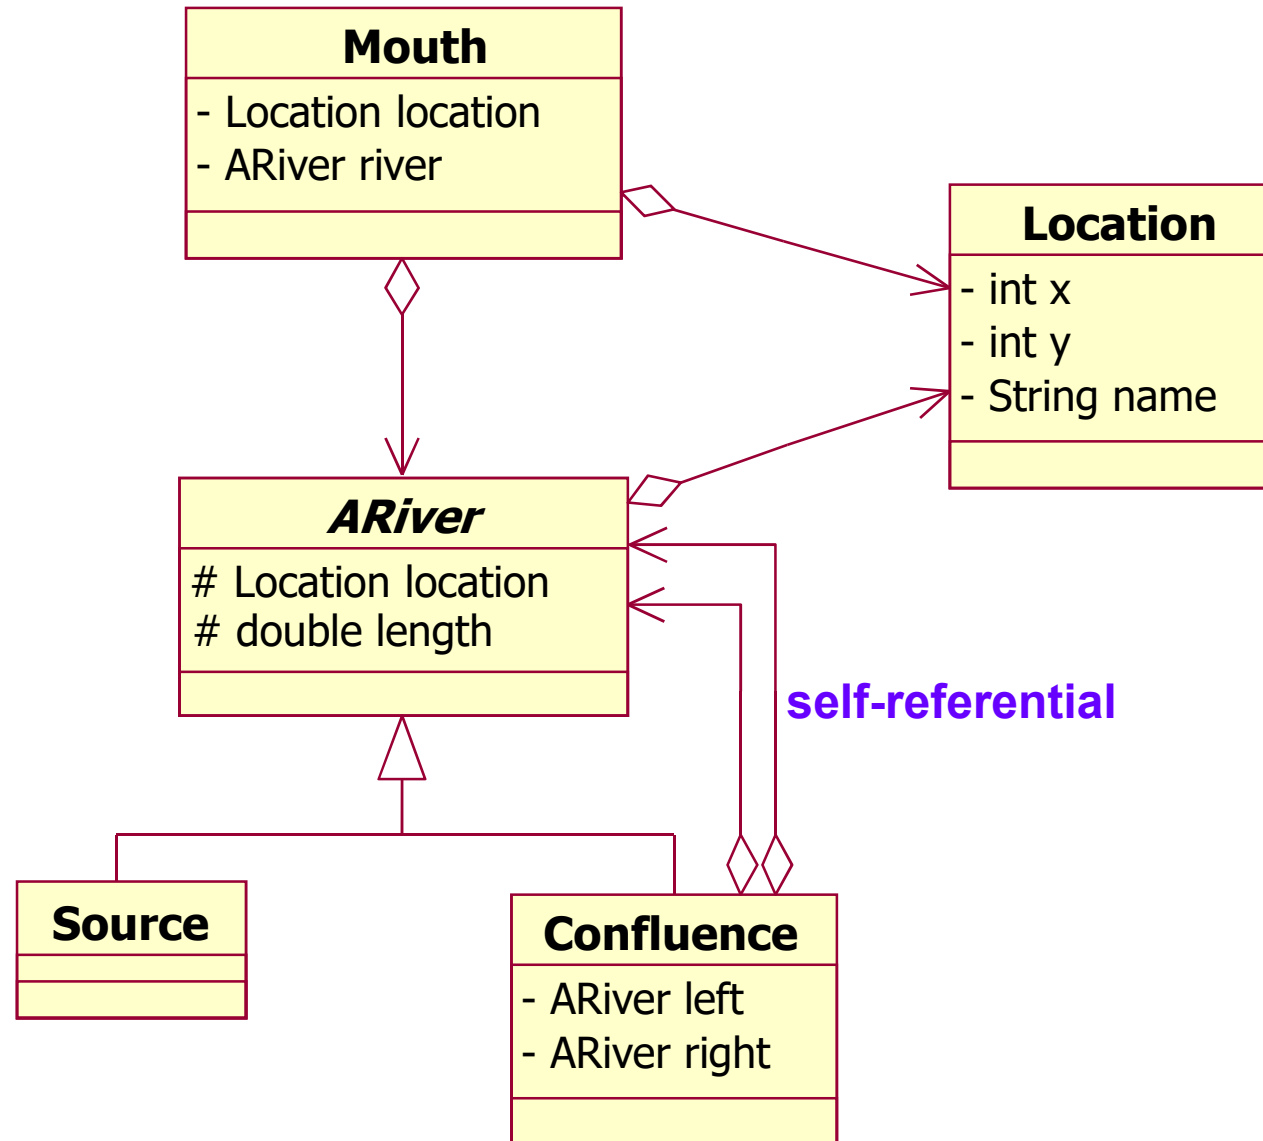 Mouth
- Location location
- ARiver river
Location
- int x
- int y
- String name
ARiver
# Location location
# double length
self-referential
Source
Confluence
- ARiver left
- ARiver right